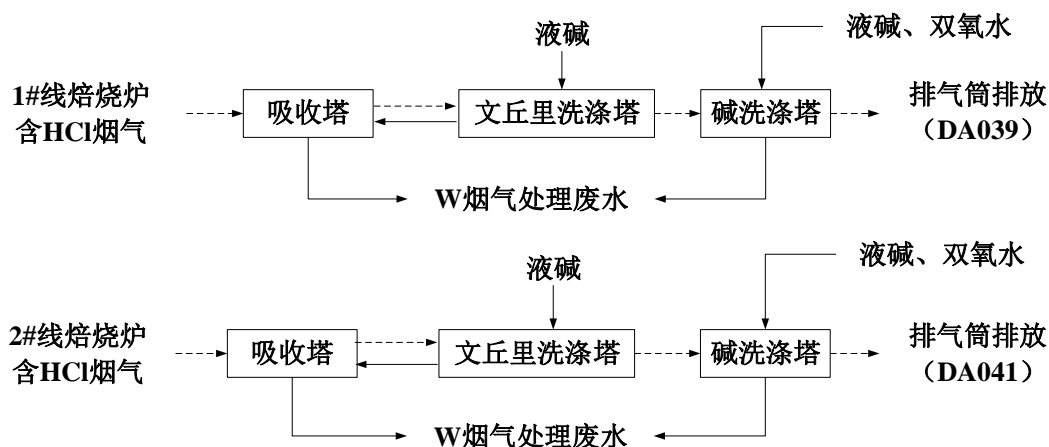 液碱
液碱、双氧水
1#线焙烧炉
含HCl烟气
吸收塔
文丘里洗涤塔
碱洗涤塔
排气筒排放
（DA039）
W烟气处理废水
液碱
液碱、双氧水
2#线焙烧炉
含HCl烟气
吸收塔
文丘里洗涤塔
碱洗涤塔
排气筒排放
（DA041）
W烟气处理废水